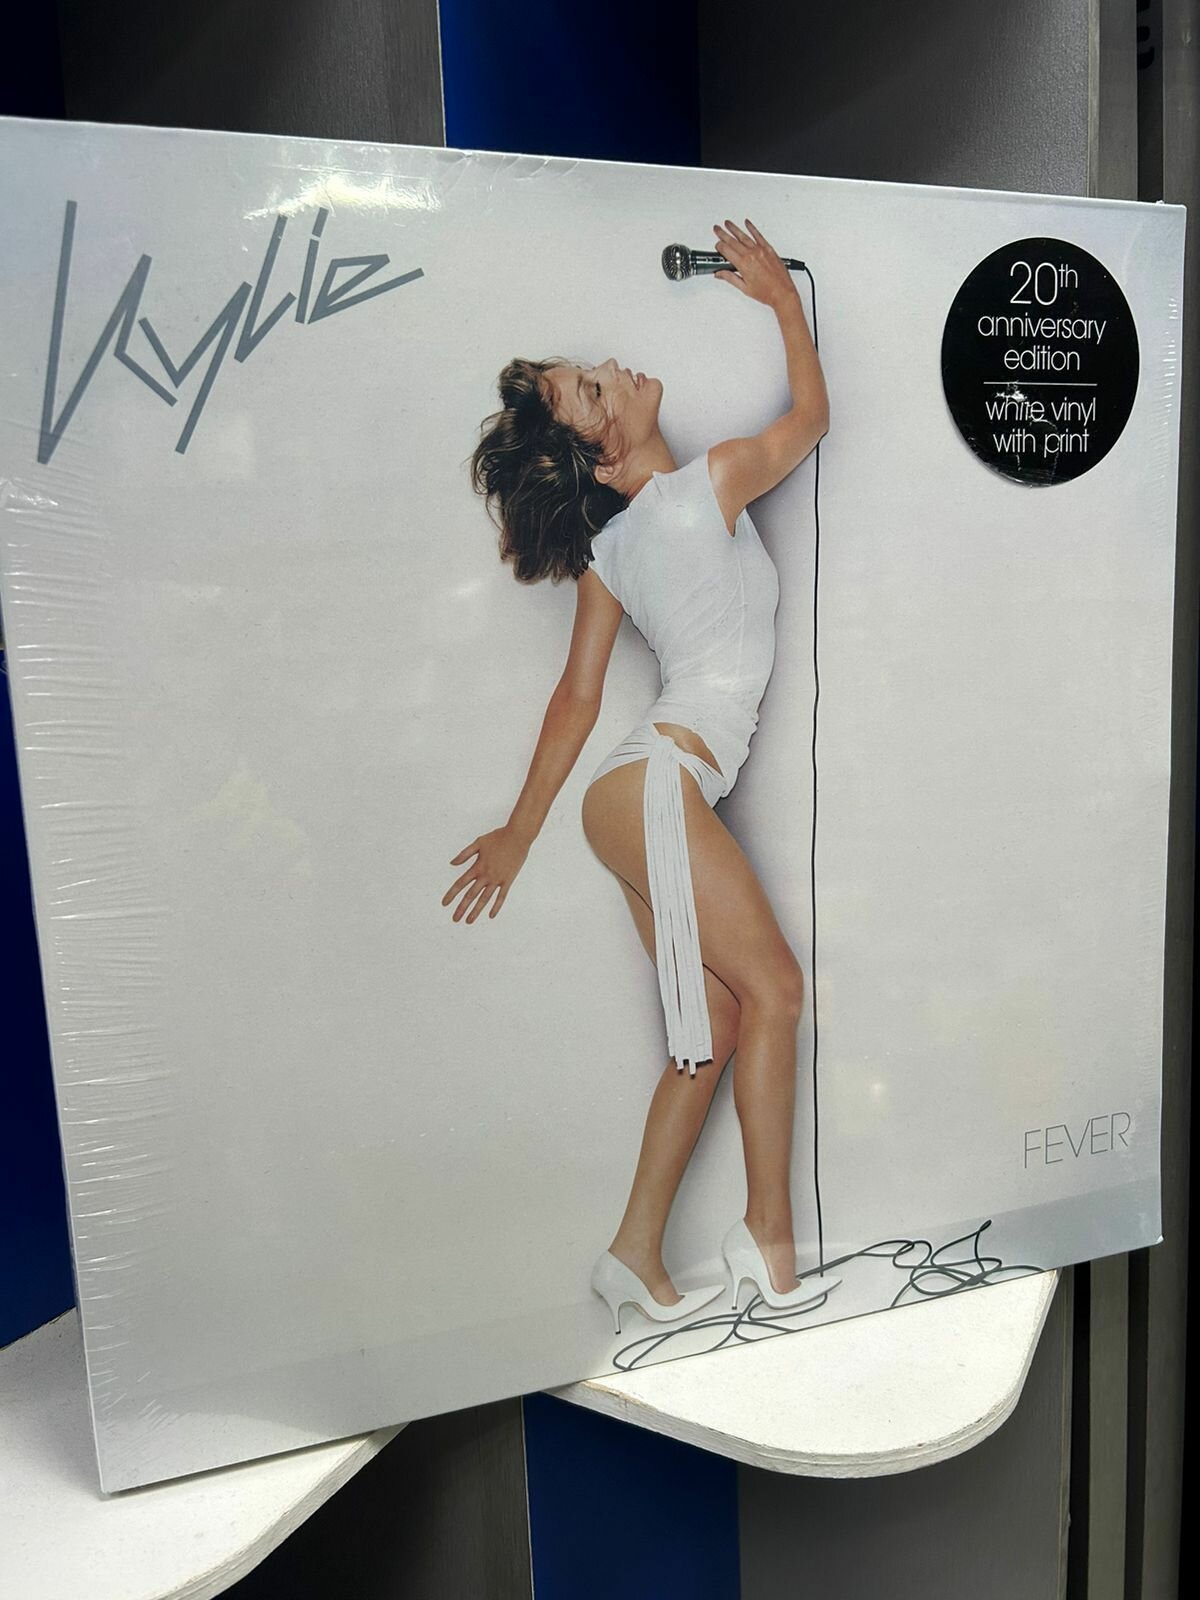 Kylie
20th
anniversary
edition
white vinyl
with print
FEVER